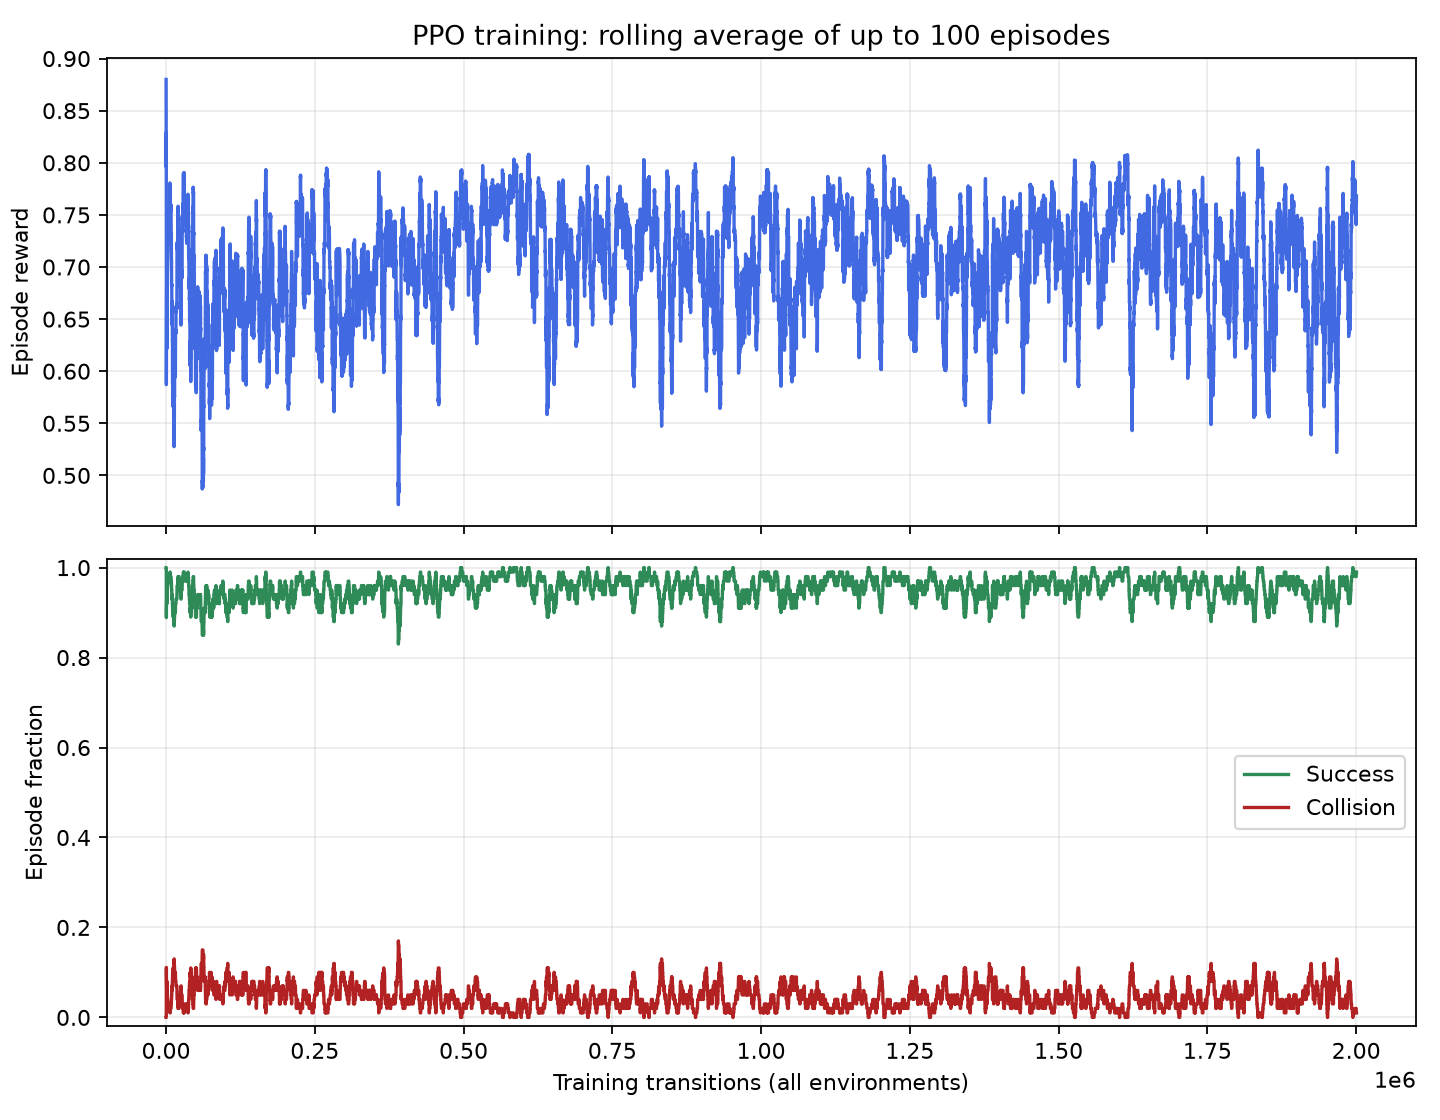 PPO training: rolling average of up to 100 episodes
0.90
0.85
0.80
0.75
0.70
0.65
0.60
0.55
0.50
Episode reward
1.0
0.8
0.6
0.4
0.2
0.0
Episode fraction
Success
Collision
0.00 0.25 0.50 0.75 1.00 1.25 1.50 1.75 2.00
1e6
Training transitions (all environments)